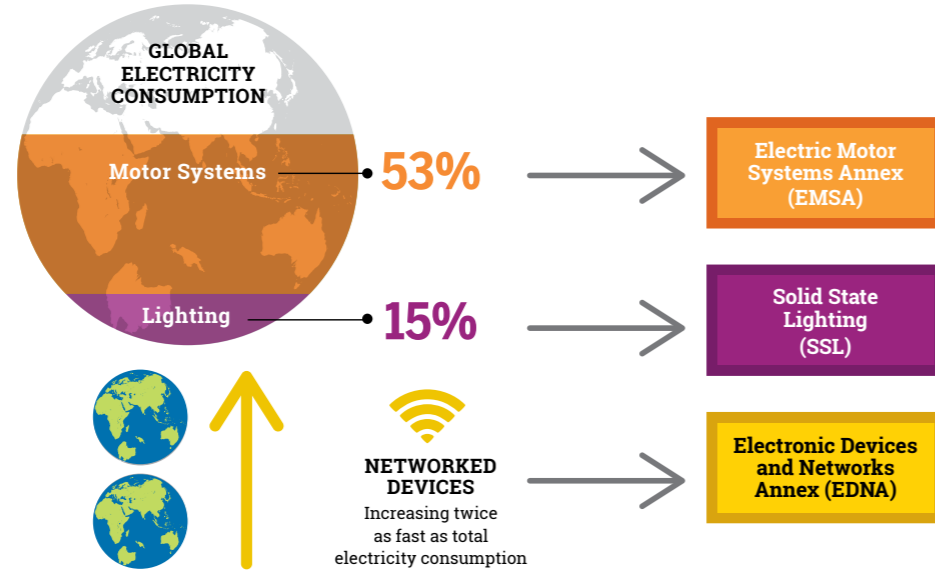 GLOBAL
ELECTRICITY
CONSUMPTION
Motor Systems
53%
Electric Motor
Systems Annex
(EMSA)
Lighting
15%
Solid State
Lighting
(SSL)
NETWORKED
DEVICES
Increasing twice
as fast as total
electricity consumption
Electronic Devices
and Networks
Annex (EDNA)